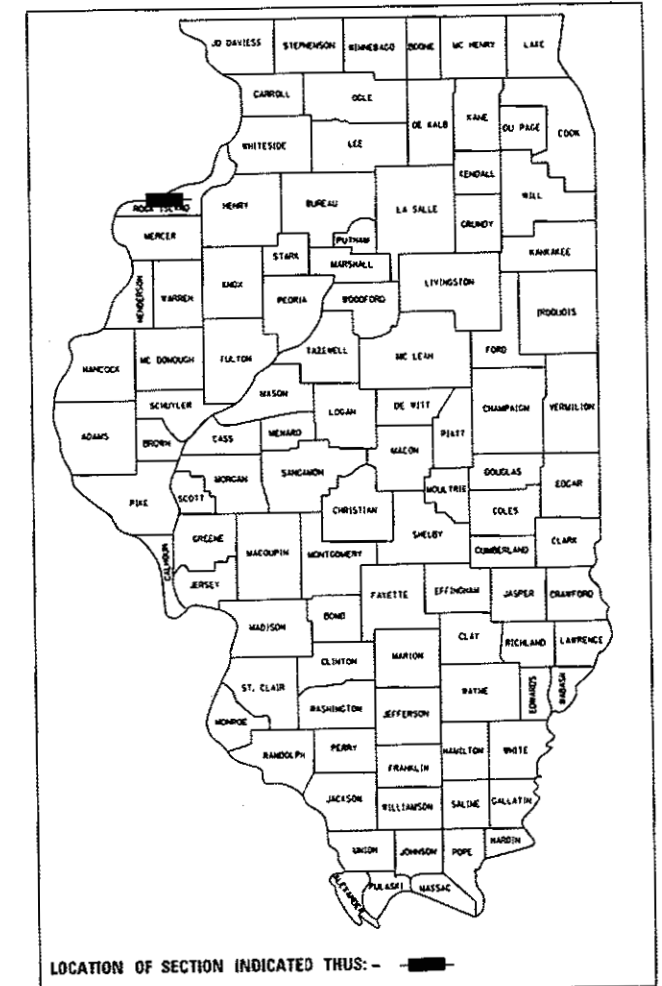 JO DAVIESS STEPHENSON WINNEBAGO BOONE MC HENRY LAKE
CARROLL OGLE DE KALB KANE DU PAGE COOK
WHITESIDE LEE
KENDALL WILL
ROCK ISLAND HENRY BUREAU LA SALLE GRUNDY
MERCER PUTNAM KANKAKEE
STARK MARSHALL
HENDERSON WARREN KNOX PEORIA WOODFORD LIVINGSTON IROQUOIS
HANCOCK MC DONOUGH FULTON TAZEWELL MC LEAN FORD
MASON
SCHUYLER LOGAN DE WITT CHAMPAIGN VERMILION
ADAMS BROWN CASS MENARD MACON PIATT
PIKE SCOTT MORGAN SANGAMON MOULTRIE DOUGLAS EDGAR
CHRISTIAN COLES
GREENE MACOUPIN MONTGOMERY SHELBY CUMBERLAND CLARK
CALHOUN JERSEY FAYETTE EFFINGHAM JASPER CRAWFORD
MADISON BOND CLAY RICHLAND LAWRENCE
CLINTON MARION
ST. CLAIR WAYNE EDWARDS WABASH
MONROE WASHINGTON JEFFERSON
RANDOLPH PERRY HAMILTON WHITE
FRANKLIN
JACKSON WILLIAMSON SALINE GALLATIN
UNION JOHNSON POPE HARDIN
ALEXANDER PULASKI MASSAC
LOCATION OF SECTION INDICATED THUS: -